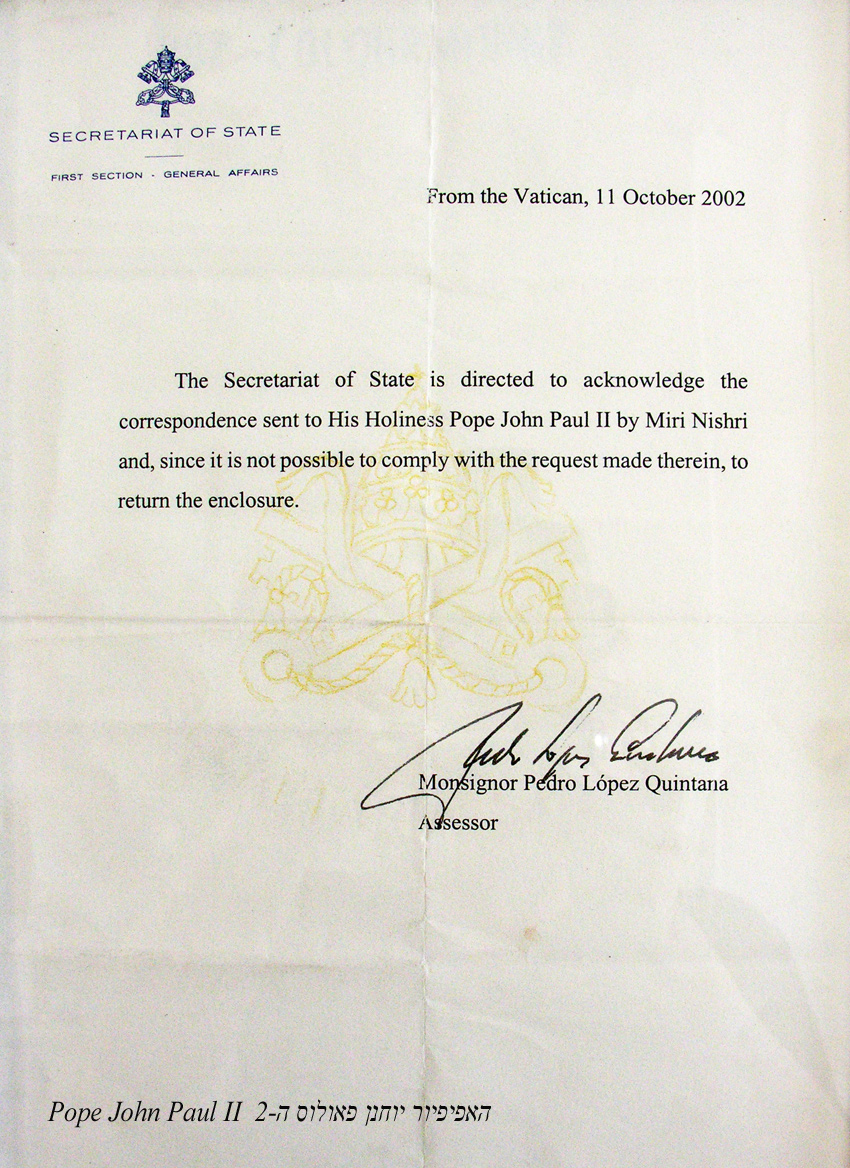 SECRETARIAT OF STATE
FIRST SECTION - GENERAL AFFAIRS
From the Vatican, 11 October 2002
The Secretariat of State is directed to acknowledge the
correspondence sent to His Holiness Pope John Paul II by Miri Nishri
and, since it is not possible to comply with the request made therein, to
return the enclosure.
Monsignor Pedro López Quintana
Assessor
Pope John Paul II האפיפיור יוחנן פאולוס ה-2